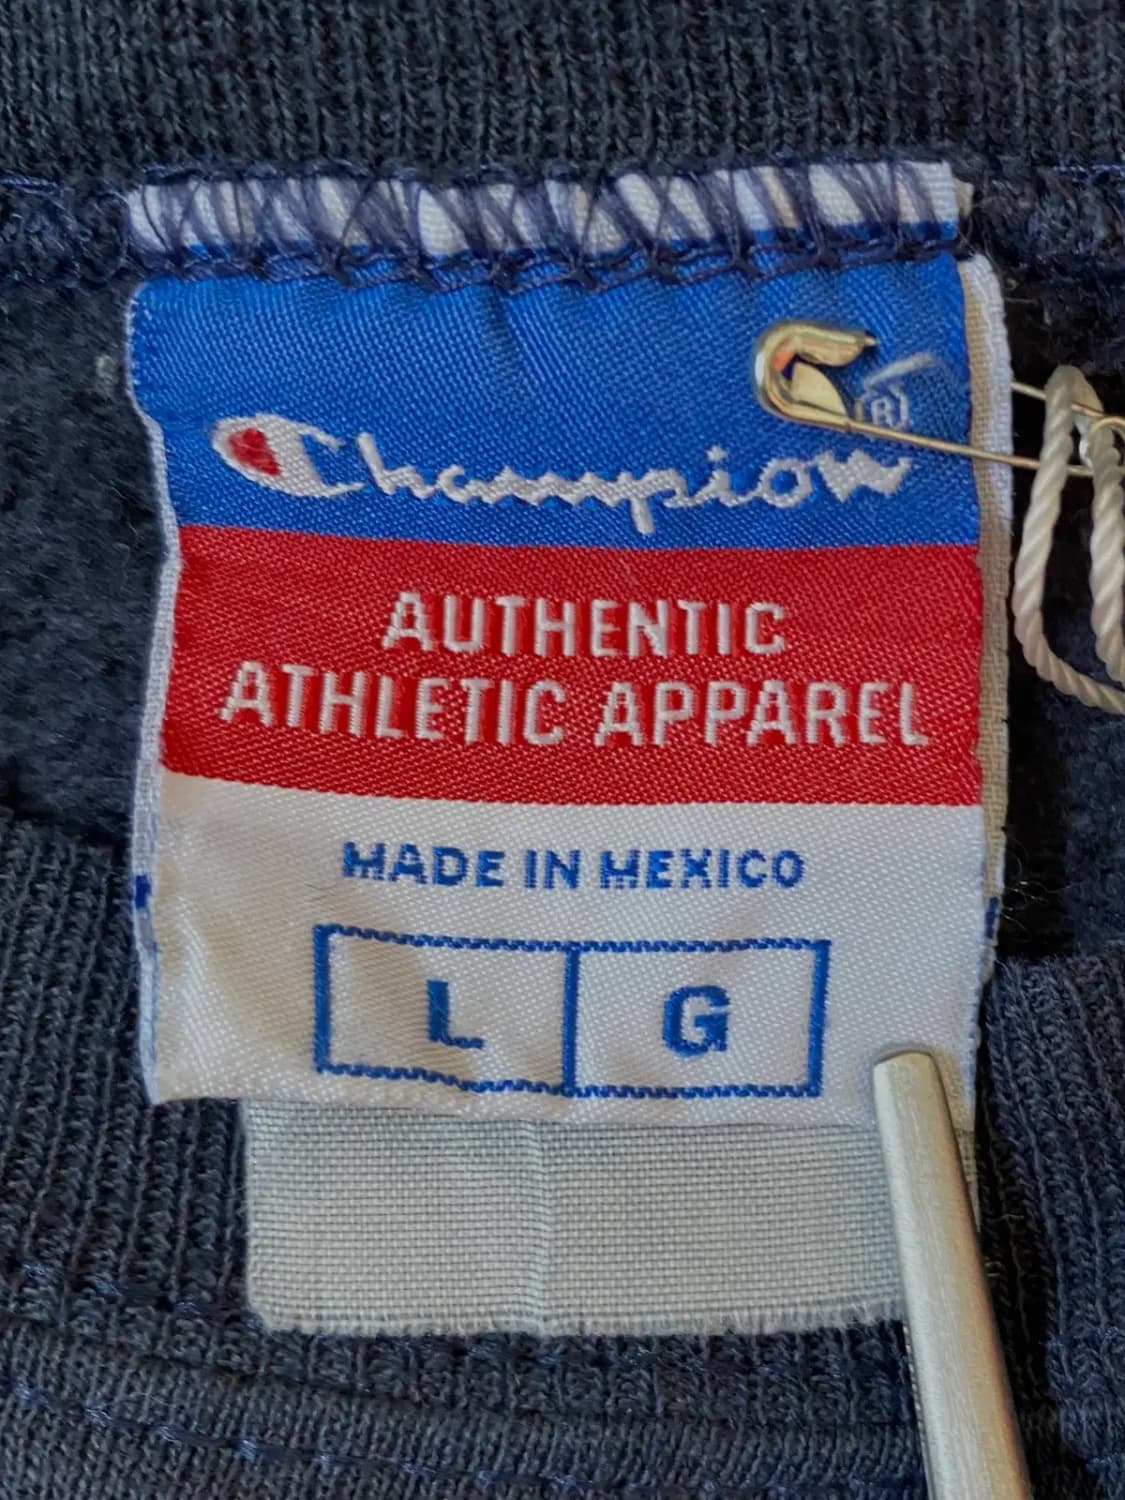 Champion ®
AUTHENTIC
ATHLETIC APPAREL
MADE IN MEXICO
L G